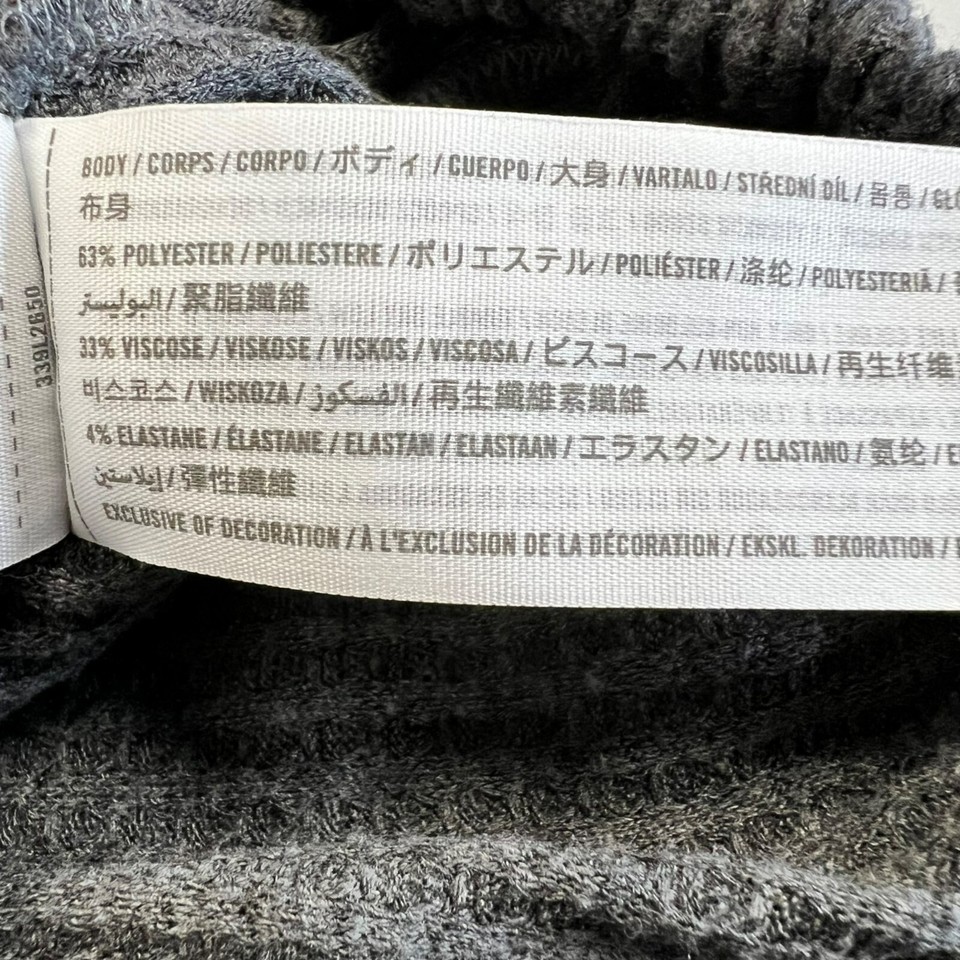 BODY / CORPS / CORPO / ボディ / CUERPO / 大身 / VARTALO / STŘEDNÍ DÍL / 몸통 /
布身
63% POLYESTER / POLIESTERE / ポリエステル / POLIÉSTER / 涤纶 / POLYESTERIÄ /
البوليستر / 聚脂纖維
33% VISCOSE / VISKOSE / VISKOS / VISCOSA / ビスコース / VISCOSILLA / 再生纤维
비스코스 / WISKOZA / الفسكوز / 再生纖維素纖維
4% ELASTANE / ÉLASTANE / ELASTAN / ELASTAAN / エラスタン / ELASTANO / 氨纶 /
إيلاستين / 彈性纖維
EXCLUSIVE OF DECORATION / À L'EXCLUSION DE LA DÉCORATION / EKSKL. DEKORATION /
339L2650